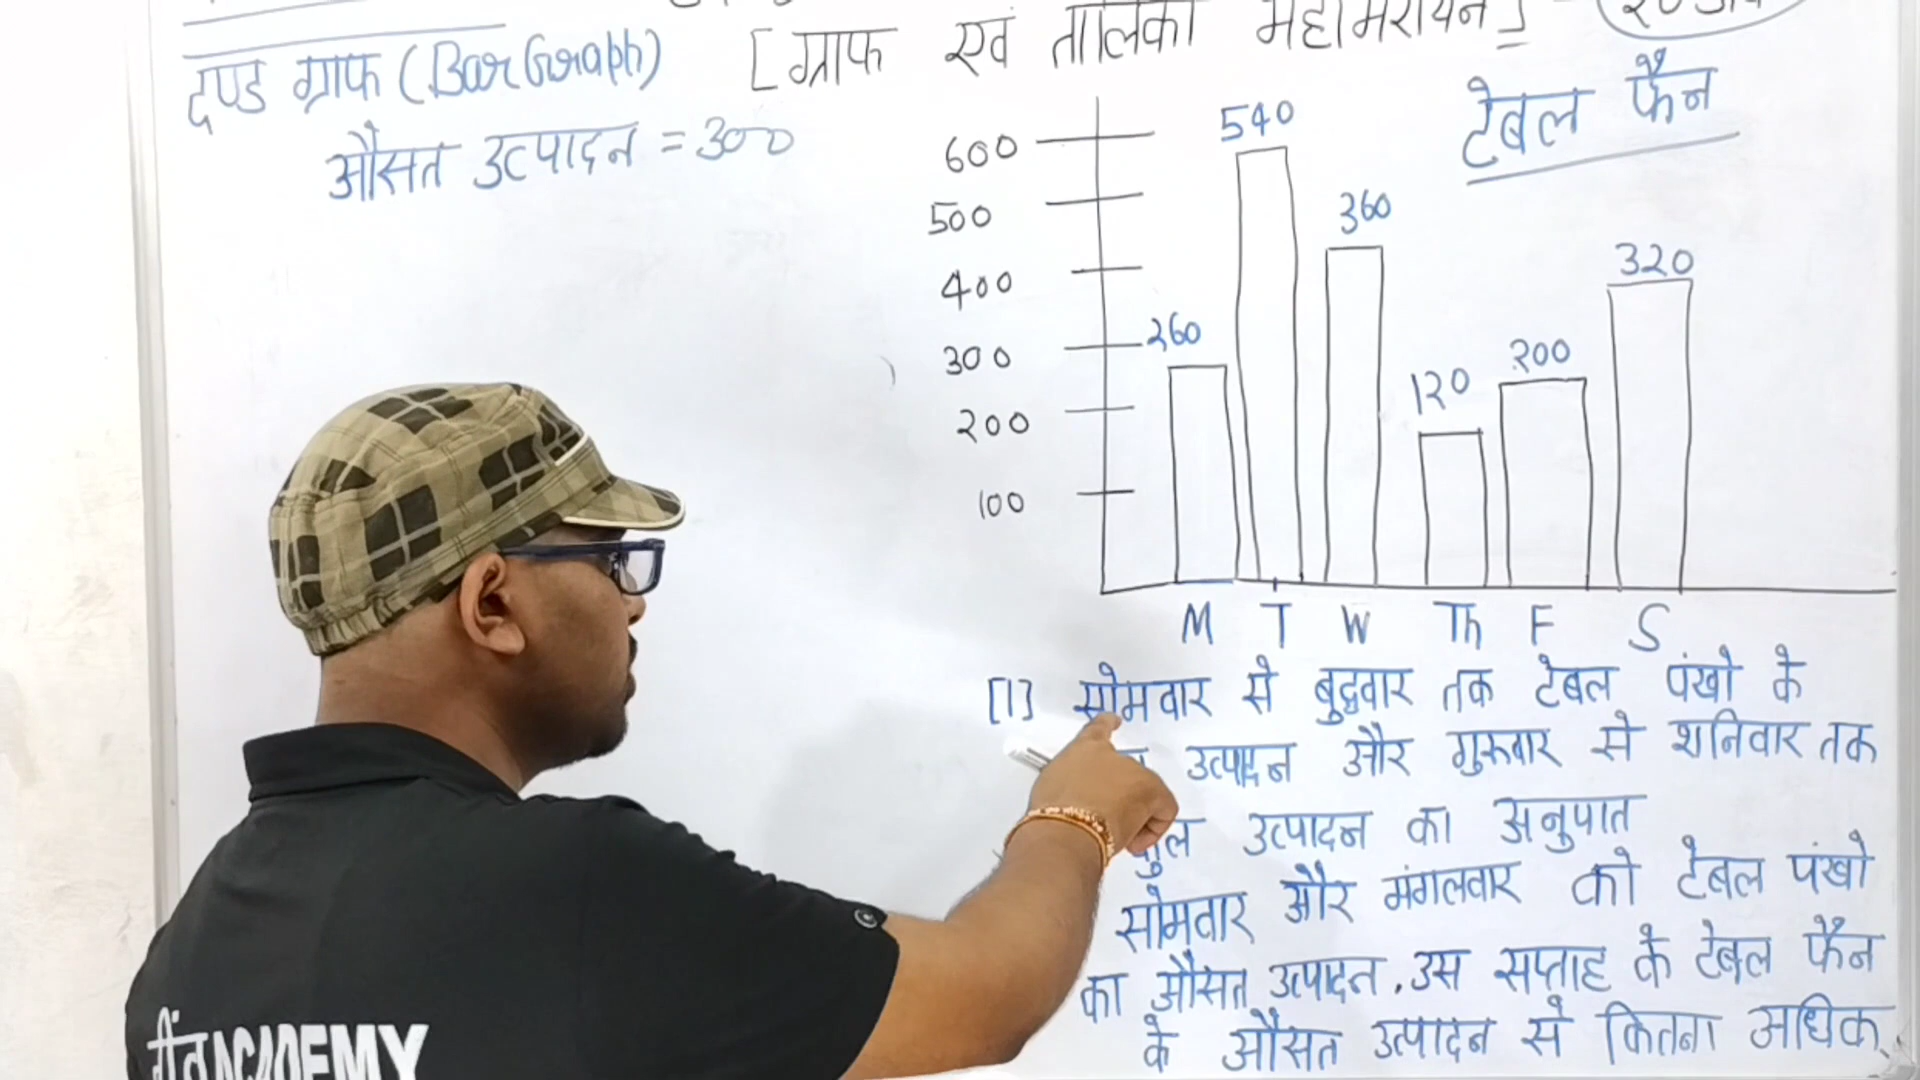 [ ग्राफ एवं तालिका महामैराथन ]
दण्ड ग्राफ (Bar Graph)
औसत उत्पादन = 300
टेबल फैन
600
500
400
300
200
100
260
540
360
120
200
320
M T W Th F S
[1] सोमवार से बुद्धवार तक टेबल पंखो के
उत्पादन और गुरुवार से शनिवार तक
कुल उत्पादन का अनुपात
सोमवार और मंगलवार को टेबल पंखो
का औसत उत्पादन, उस सप्ताह के टेबल फैन
के औसत उत्पादन से कितना अधिक
ACADEMY